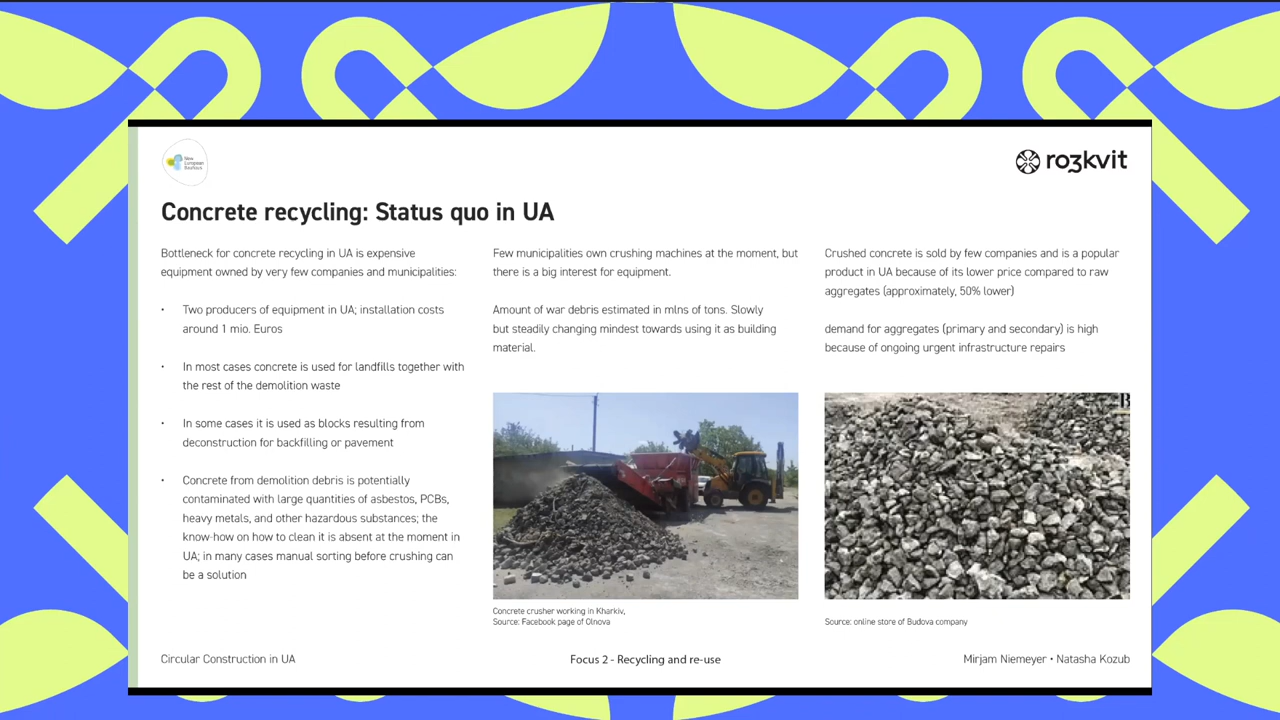 New
European
Bauhaus
ro3kvit
Concrete recycling: Status quo in UA
Bottleneck for concrete recycling in UA is expensive
equipment owned by very few companies and municipalities:
• Two producers of equipment in UA; installation costs
around 1 mio. Euros
• In most cases concrete is used for landfills together with
the rest of the demolition waste
• In some cases it is used as blocks resulting from
deconstruction for backfilling or pavement
• Concrete from demolition debris is potentially
contaminated with large quantities of asbestos, PCBs,
heavy metals, and other hazardous substances; the
know-how on how to clean it is absent at the moment in
UA; in many cases manual sorting before crushing can
be a solution
Few municipalities own crushing machines at the moment, but
there is a big interest for equipment.
Amount of war debris estimated in mlns of tons. Slowly
but steadily changing mindest towards using it as building
material.
Concrete crusher working in Kharkiv,
Source: Facebook page of Olnova
Crushed concrete is sold by few companies and is a popular
product in UA because of its lower price compared to raw
aggregates (approximately, 50% lower)
demand for aggregates (primary and secondary) is high
because of ongoing urgent infrastructure repairs
B
Source: online store of Budova company
Circular Construction in UA
Focus 2 - Recycling and re-use
Mirjam Niemeyer • Natasha Kozub